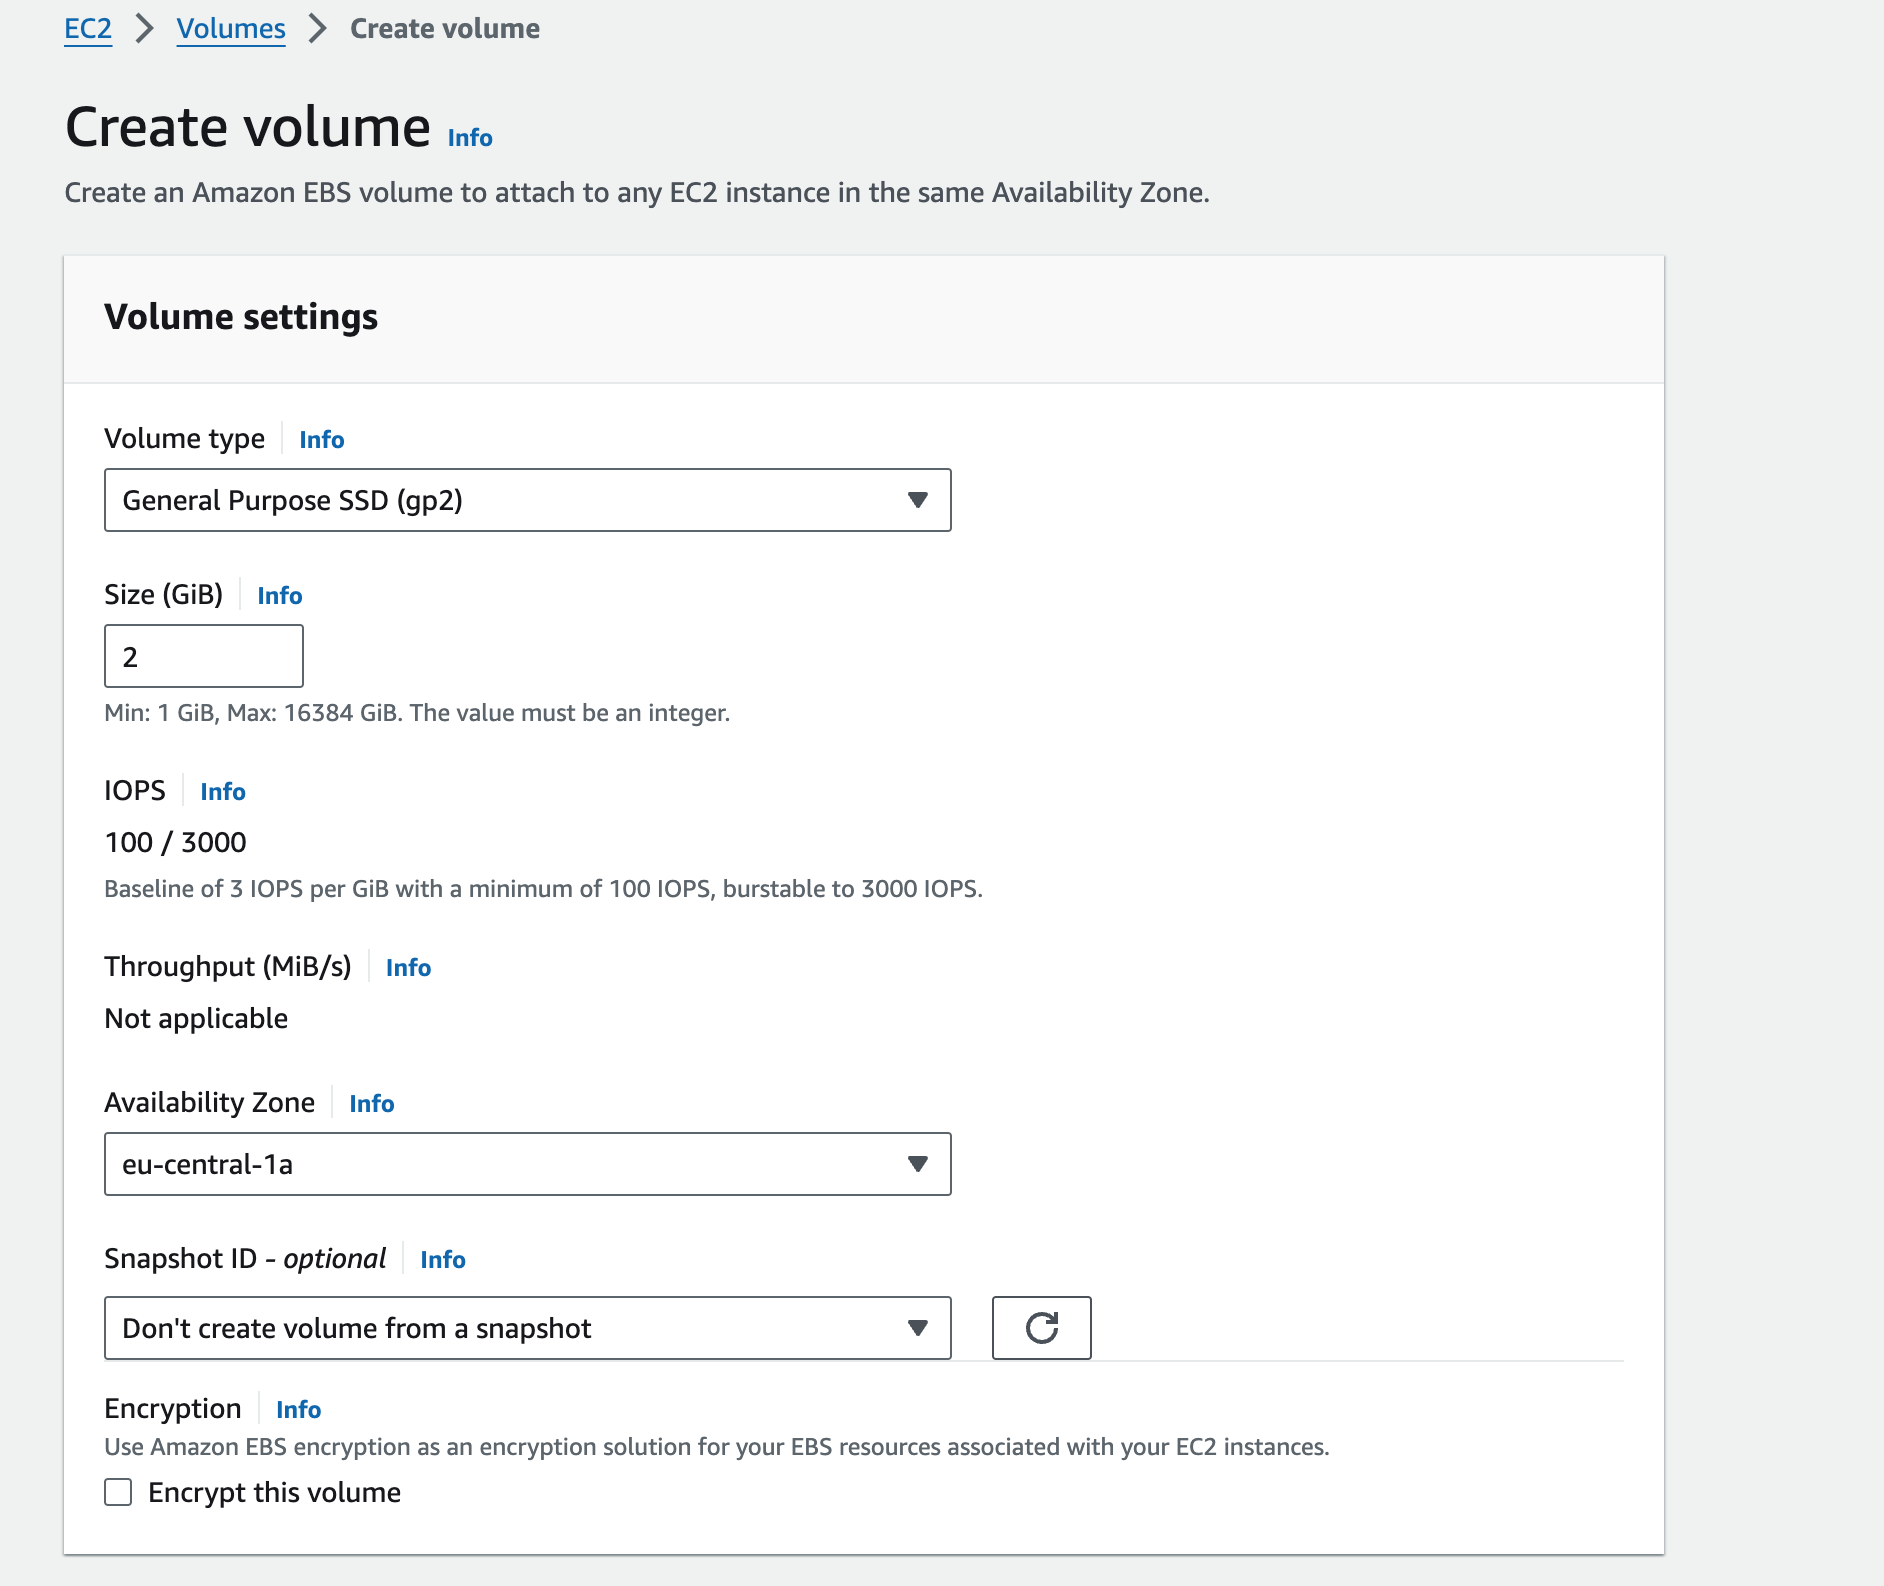 EC2 > Volumes > Create volume
Create volume Info
Create an Amazon EBS volume to attach to any EC2 instance in the same Availability Zone.
Volume settings
Volume type Info
General Purpose SSD (gp2)
Size (GiB) Info
2
Min: 1 GiB, Max: 16384 GiB. The value must be an integer.
IOPS Info
100 / 3000
Baseline of 3 IOPS per GiB with a minimum of 100 IOPS, burstable to 3000 IOPS.
Throughput (MiB/s) Info
Not applicable
Availability Zone Info
eu-central-1a
Snapshot ID - optional Info
Don't create volume from a snapshot
Encryption Info
Use Amazon EBS encryption as an encryption solution for your EBS resources associated with your EC2 instances.
Encrypt this volume